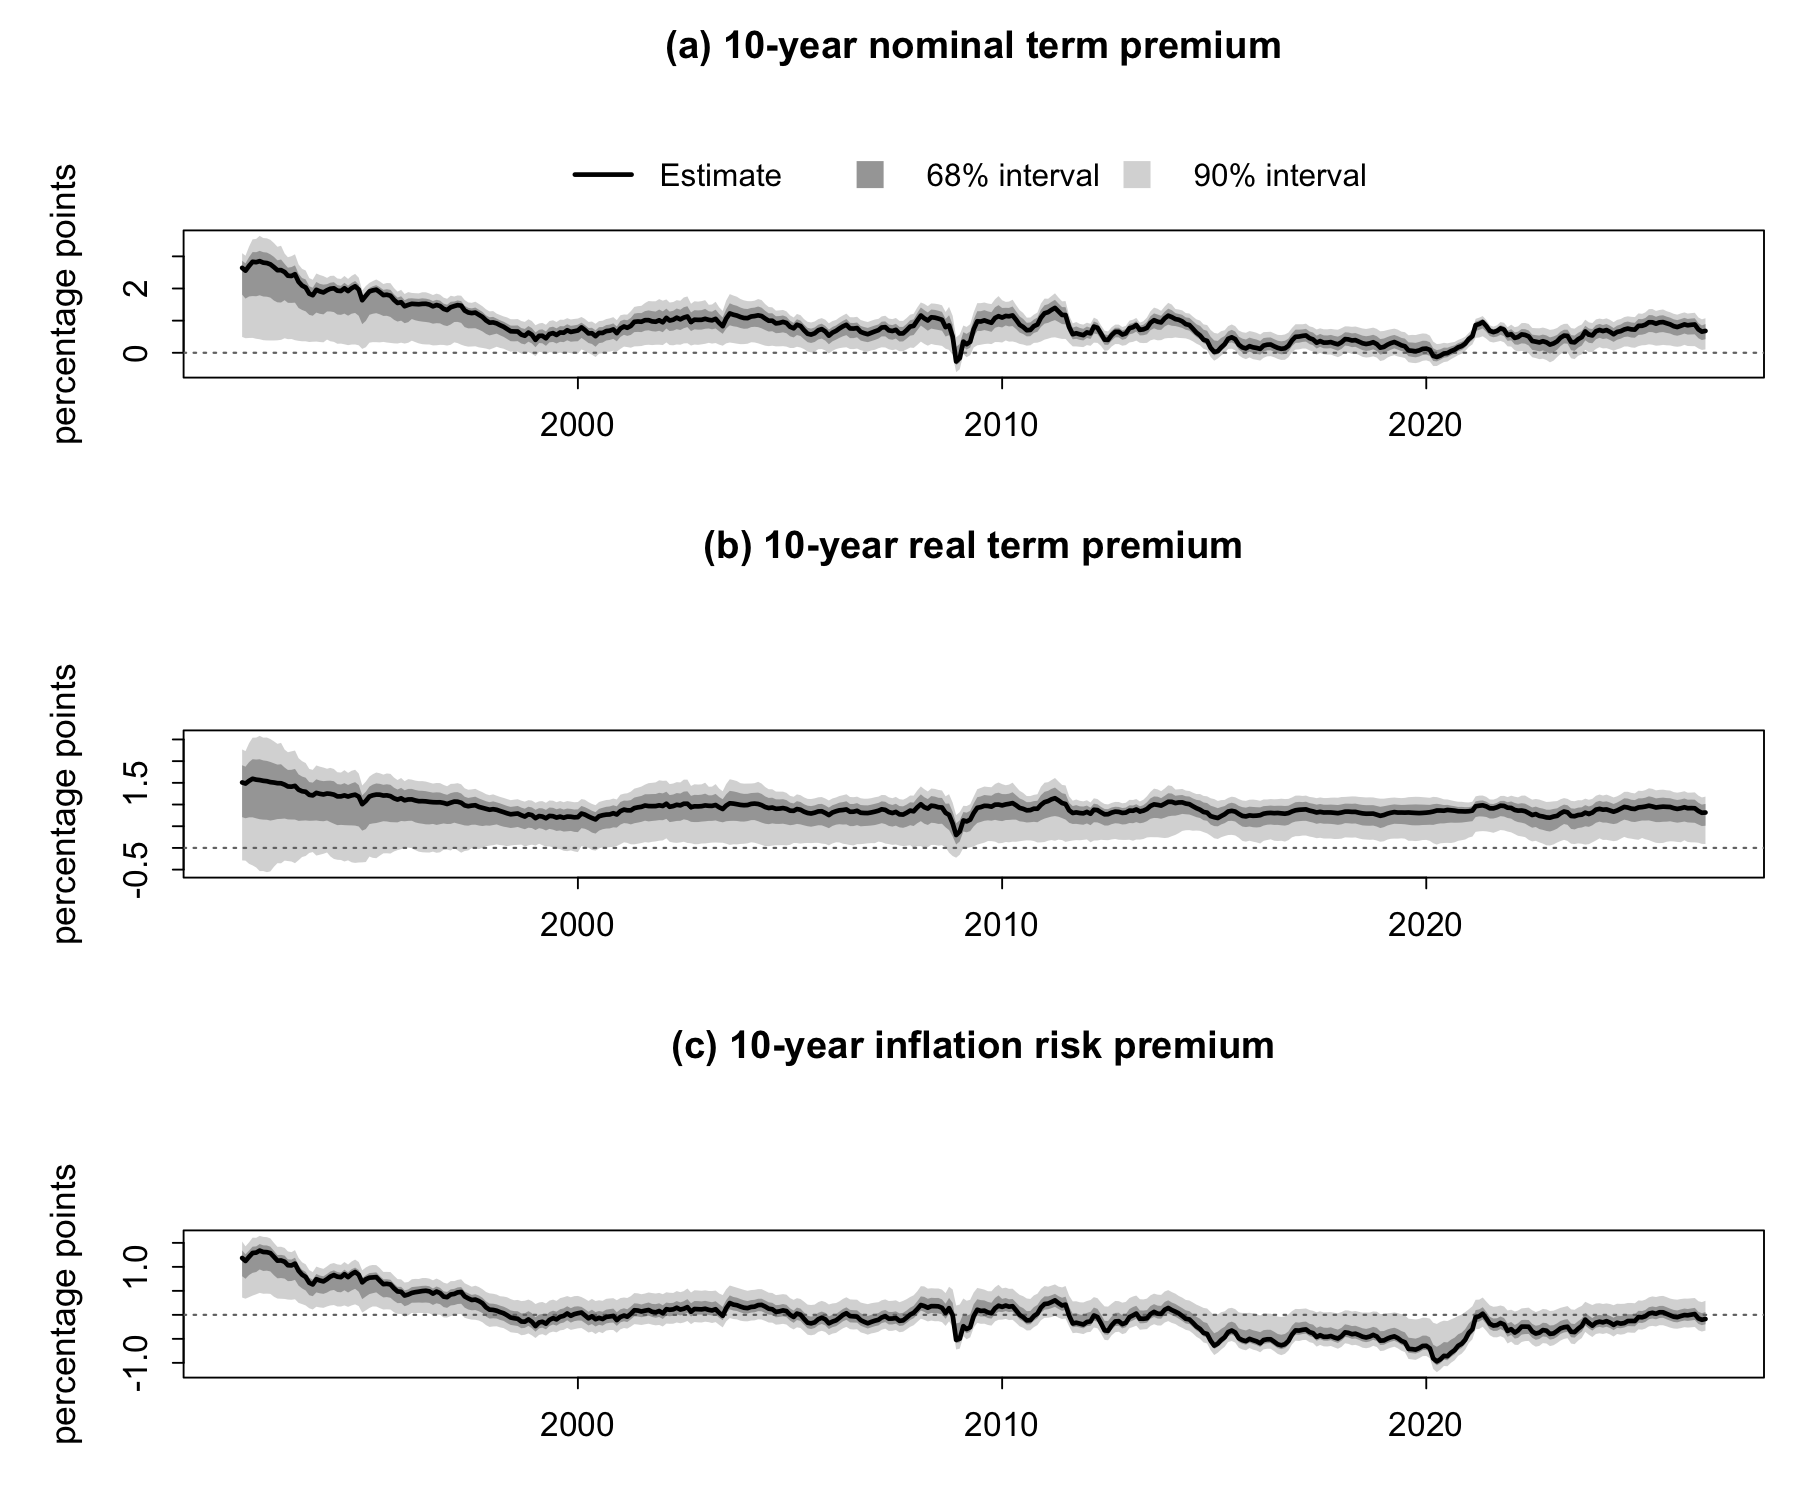 (a) 10-year nominal term premium
Estimate 68% interval 90% interval
percentage points
2
0
2000 2010 2020
(b) 10-year real term premium
percentage points
1.5
-0.5
2000 2010 2020
(c) 10-year inflation risk premium
percentage points
1.0
-1.0
2000 2010 2020